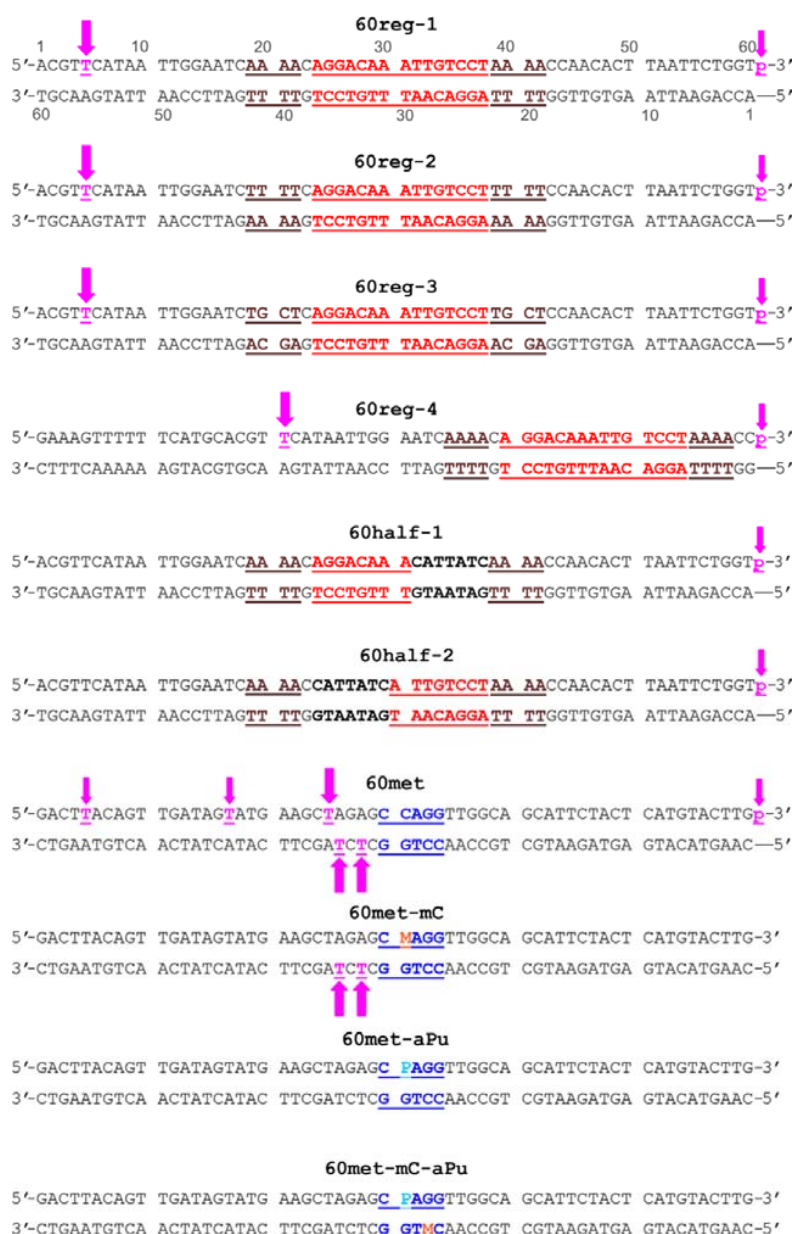 60reg-1
1 10 20 30 40 50 60
5′-ACGTTCATAA TTGGAATCAA AACAGGACAA ATTGTCCTAA AACCAACACT TAATTCTGGTp-3′
3′-TGCAAGTATT AACCTTAGTT TTGTCCTGTT TAACAGGATT TTGGTTGTGA ATTAAGACCA—5′
60 50 40 30 20 10 1
60reg-2
5′-ACGTTCATAA TTGGAATCTT TTCAGGACAA ATTGTCCTTT TTCCAACACT TAATTCTGGTp-3′
3′-TGCAAGTATT AACCTTAGAA AAGTCCTGTT TAACAGGAAA AAGGTTGTGA ATTAAGACCA—5′
60reg-3
5′-ACGTTCATAA TTGGAATCTG CTCAGGACAA ATTGTCCTTG CTCCAACACT TAATTCTGGTp-3′
3′-TGCAAGTATT AACCTTAGAC GAGTCCTGTT TAACAGGAAC GAGGTTGTGA ATTAAGACCA—5′
60reg-4
5′-GAAAGTTTTT TCATGCACGT TCATAATTGG AATCAAAACA GGACAAATTG TCCTAAAACCp-3′
3′-CTTTCAAAAA AGTACGTGCA AGTATTAACC TTAGTTTTGT CCTGTTTAAC AGGATTTTGG—5′
60half-1
5′-ACGTTCATAA TTGGAATCAA AACAGGACAA ACATTATCAA AACCAACACT TAATTCTGGTp-3′
3′-TGCAAGTATT AACCTTAGTT TTGTCCTGTT TGTAATAGTT TTGGTTGTGA ATTAAGACCA—5′
60half-2
5′-ACGTTCATAA TTGGAATCAA AACCATTATCA TTGTCCTAA AACCAACACT TAATTCTGGTp-3′
3′-TGCAAGTATT AACCTTAGTT TTGGTAATAGT AACAGGATT TTGGTTGTGA ATTAAGACCA—5′
60met
5′-GACTTACAGT TGATAGTATG AAGCTAGAGC CAGGTTGGCA GCATTCTACT CATGTACTTGp-3′
3′-CTGAATGTCA ACTATCATAC TTCGATCTCG GTCCAACCGT CGTAAGATGA GTACATGAAC—5′
60met-mC
5′-GACTTACAGT TGATAGTATG AAGCTAGAGC MAGGTTGGCA GCATTCTACT CATGTACTTG-3′
3′-CTGAATGTCA ACTATCATAC TTCGATCTCG GTCCAACCGT CGTAAGATGA GTACATGAAC-5′
60met-aPu
5′-GACTTACAGT TGATAGTATG AAGCTAGAGC PAGGTTGGCA GCATTCTACT CATGTACTTG-3′
3′-CTGAATGTCA ACTATCATAC TTCGATCTCG GTCCAACCGT CGTAAGATGA GTACATGAAC-5′
60met-mC-aPu
5′-GACTTACAGT TGATAGTATG AAGCTAGAGC PAGGTTGGCA GCATTCTACT CATGTACTTG-3′
3′-CTGAATGTCA ACTATCATAC TTCGATCTCG GTMCAACCGT CGTAAGATGA GTACATGAAC-5′